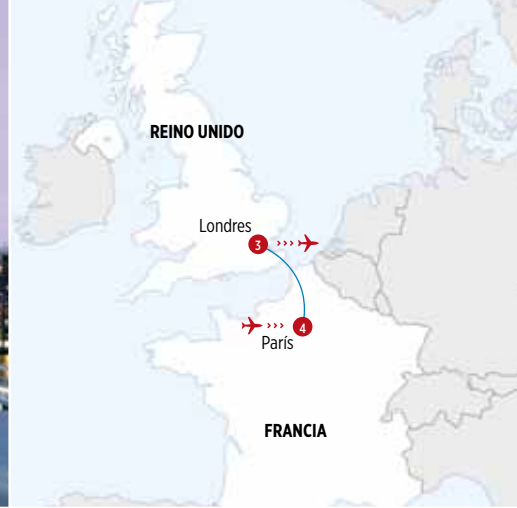 REINO UNIDO
Londres
3 >>>
>>> 4
París
FRANCIA